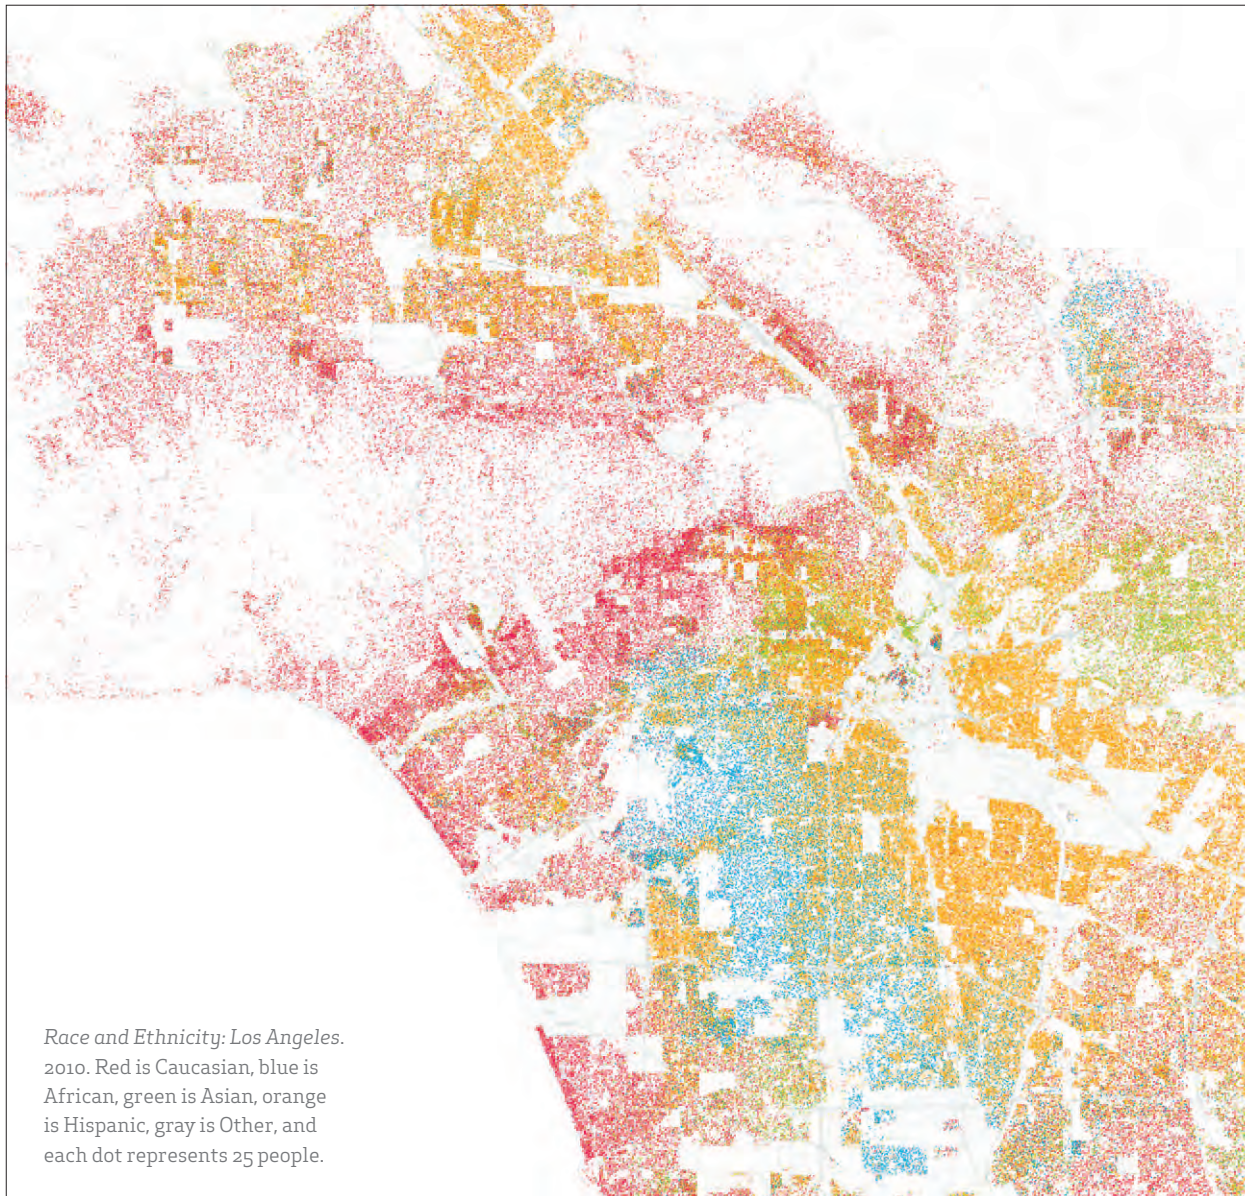 Race and Ethnicity: Los Angeles.
2010. Red is Caucasian, blue is
African, green is Asian, orange
is Hispanic, gray is Other, and
each dot represents 25 people.